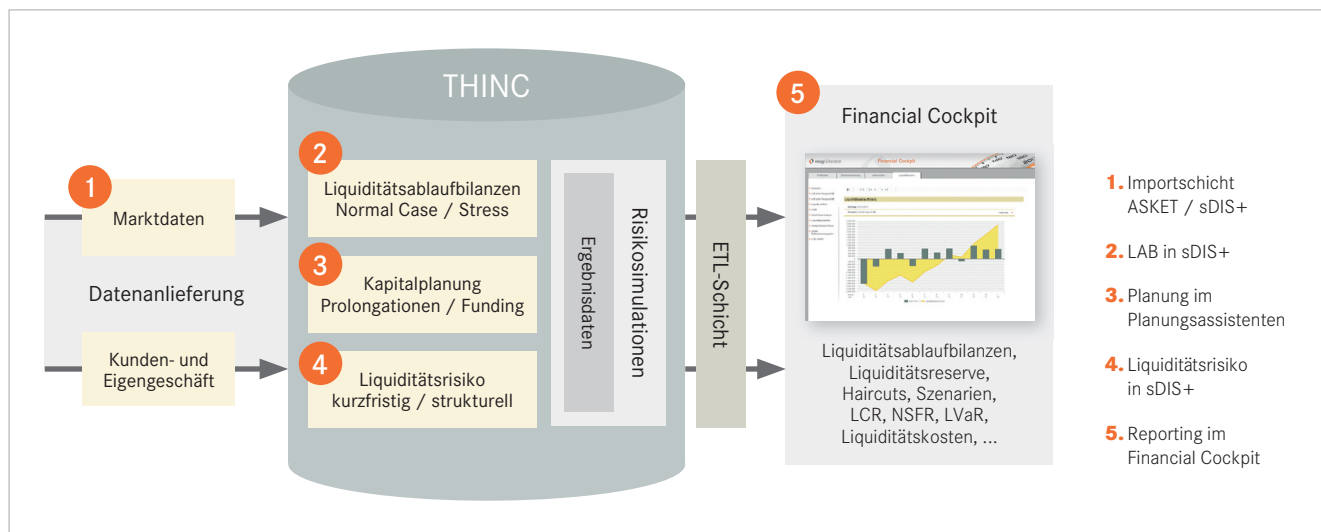 THINC
1
Marktdaten
Datenanlieferung
Kunden- und
Eigengeschäft
2
Liquiditätsablaufbilanzen
Normal Case / Stress
3
Kapitalplanung
Prolongationen / Funding
4
Liquiditätsrisiko
kurzfristig / strukturell
Ergebnisdaten
Risikosimulationen
ETL-Schicht
5
Financial Cockpit
Financial Cockpit
Liquiditätsablaufbilanzen,
Liquiditätsreserve,
Haircuts, Szenarien,
LCR, NSFR, LVaR,
Liquiditätskosten, ...
1. Importschicht
ASKET / sDIS+
2. LAB in sDIS+
3. Planung im
Planungsassistenten
4. Liquiditätsrisiko
in sDIS+
5. Reporting im
Financial Cockpit